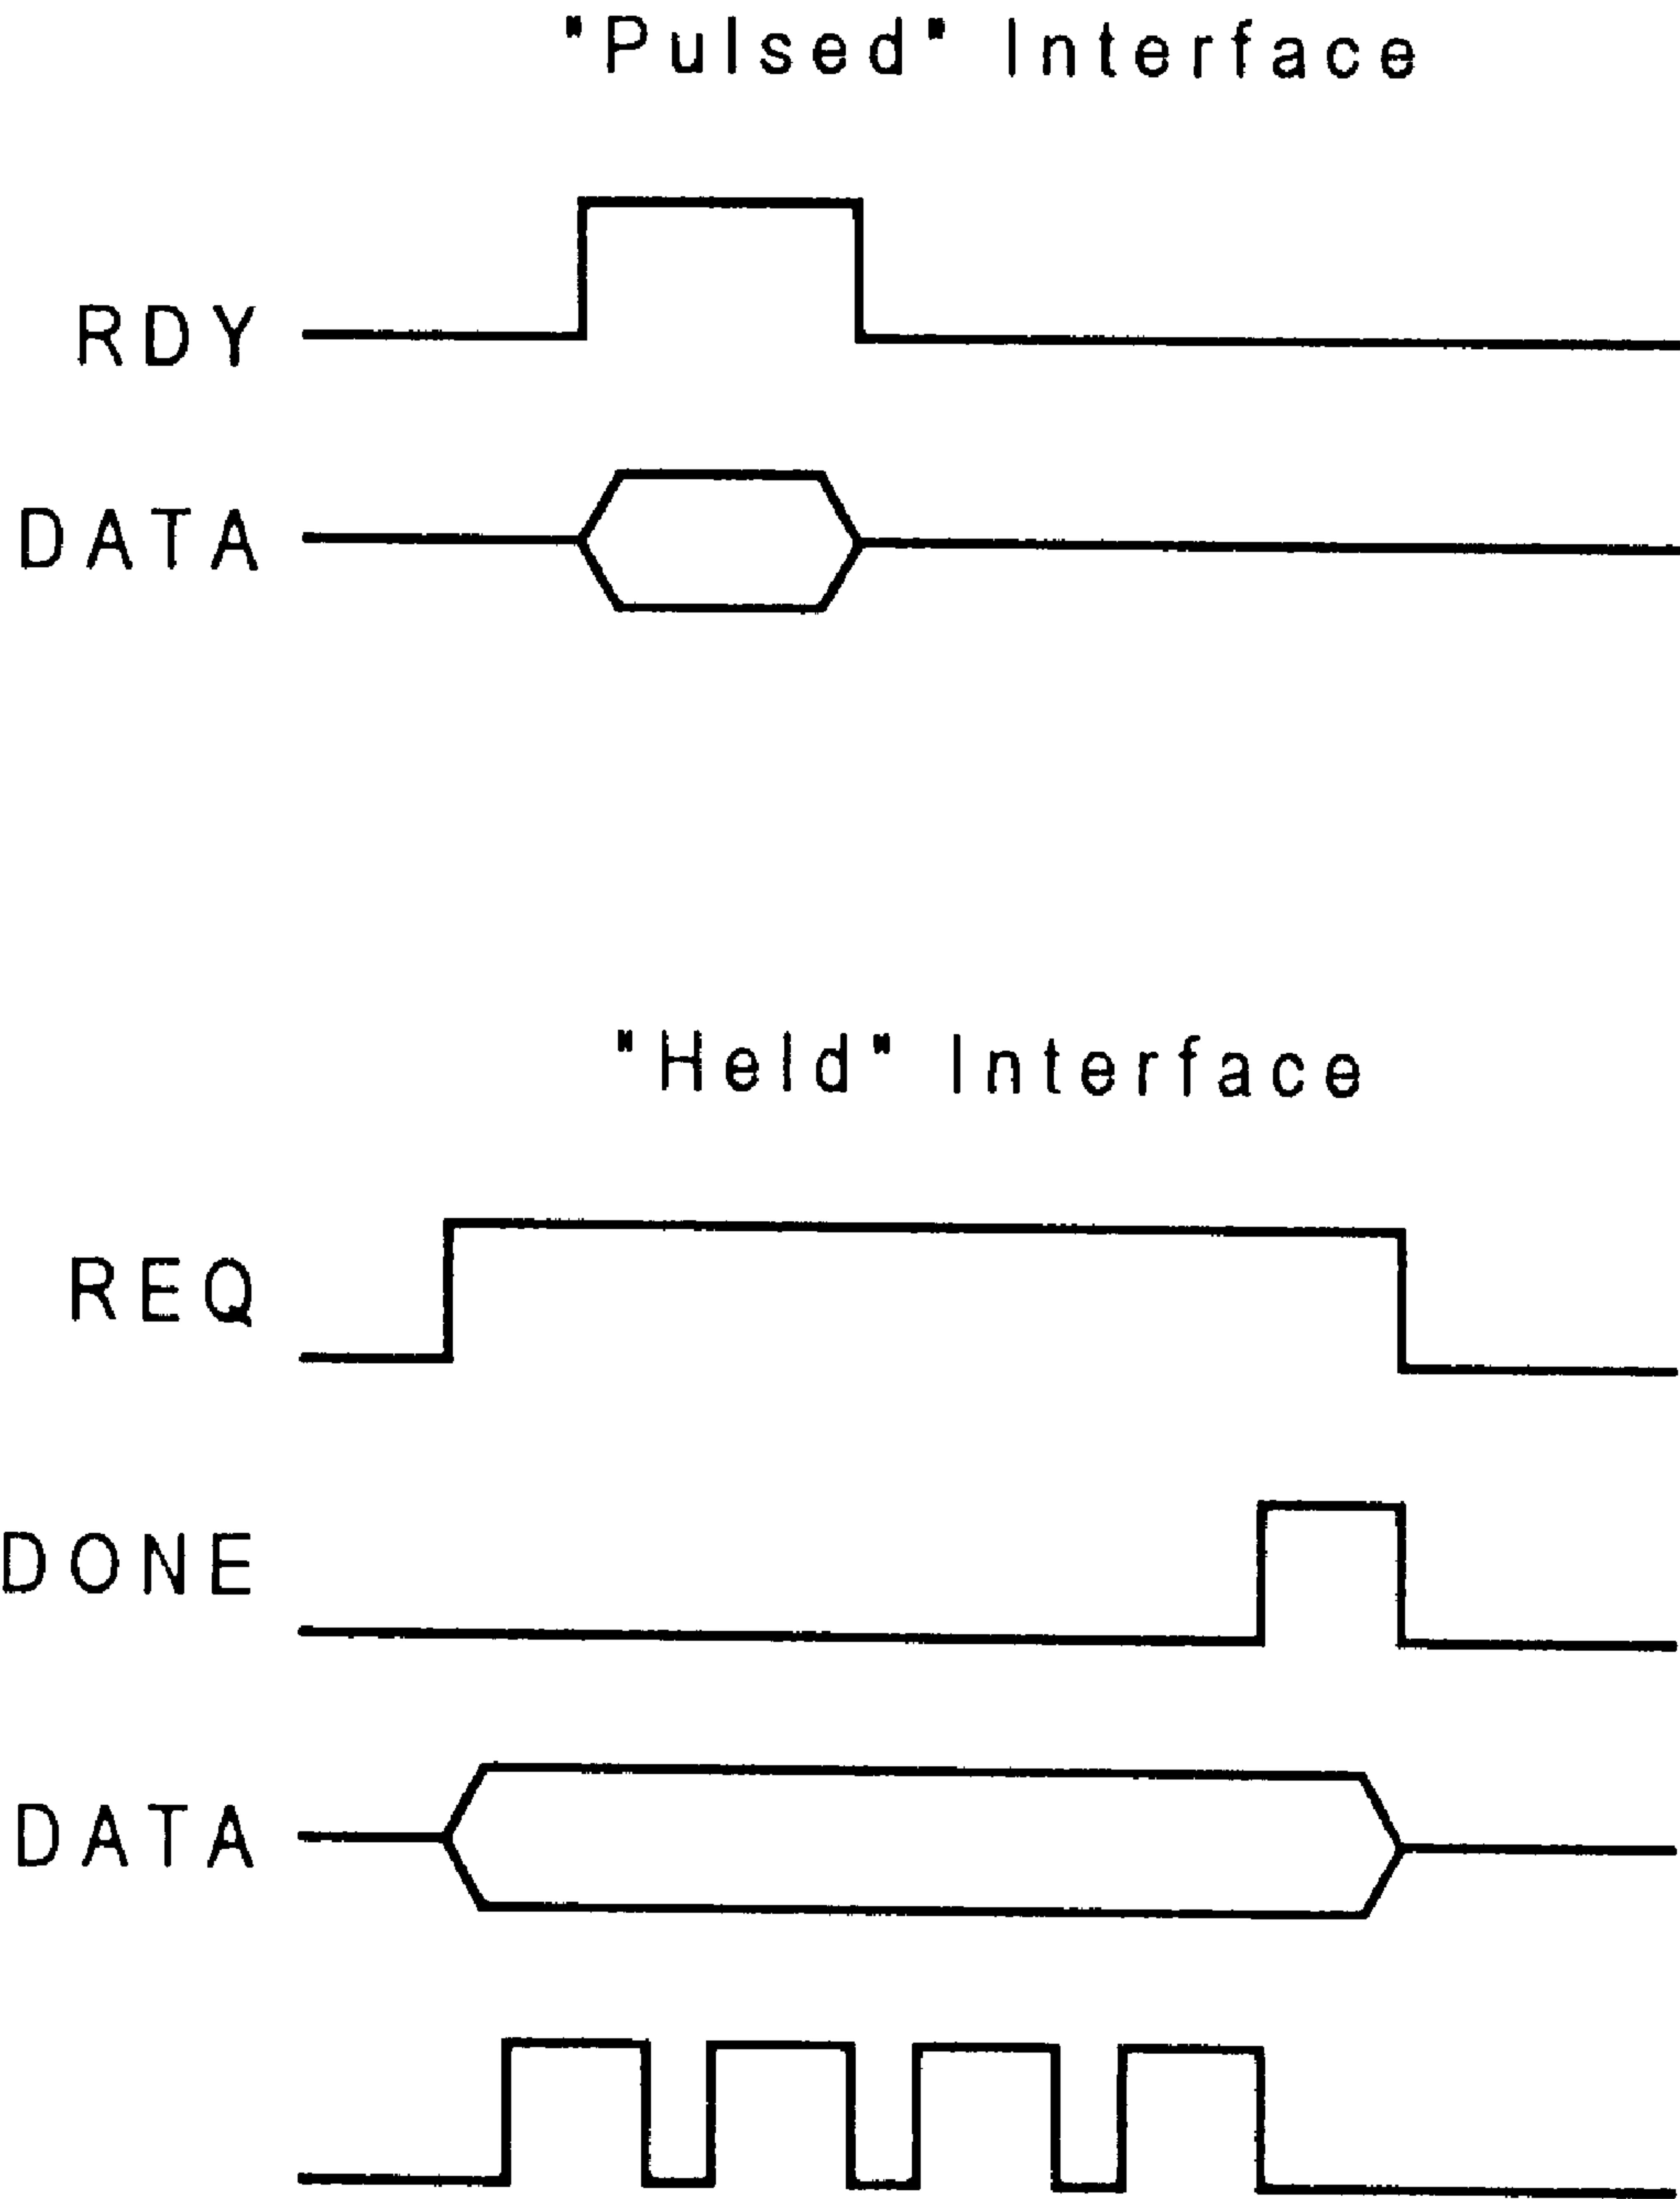 "Pulsed" Interface
RDY
DATA
"Held" Interface
REQ
DONE
DATA